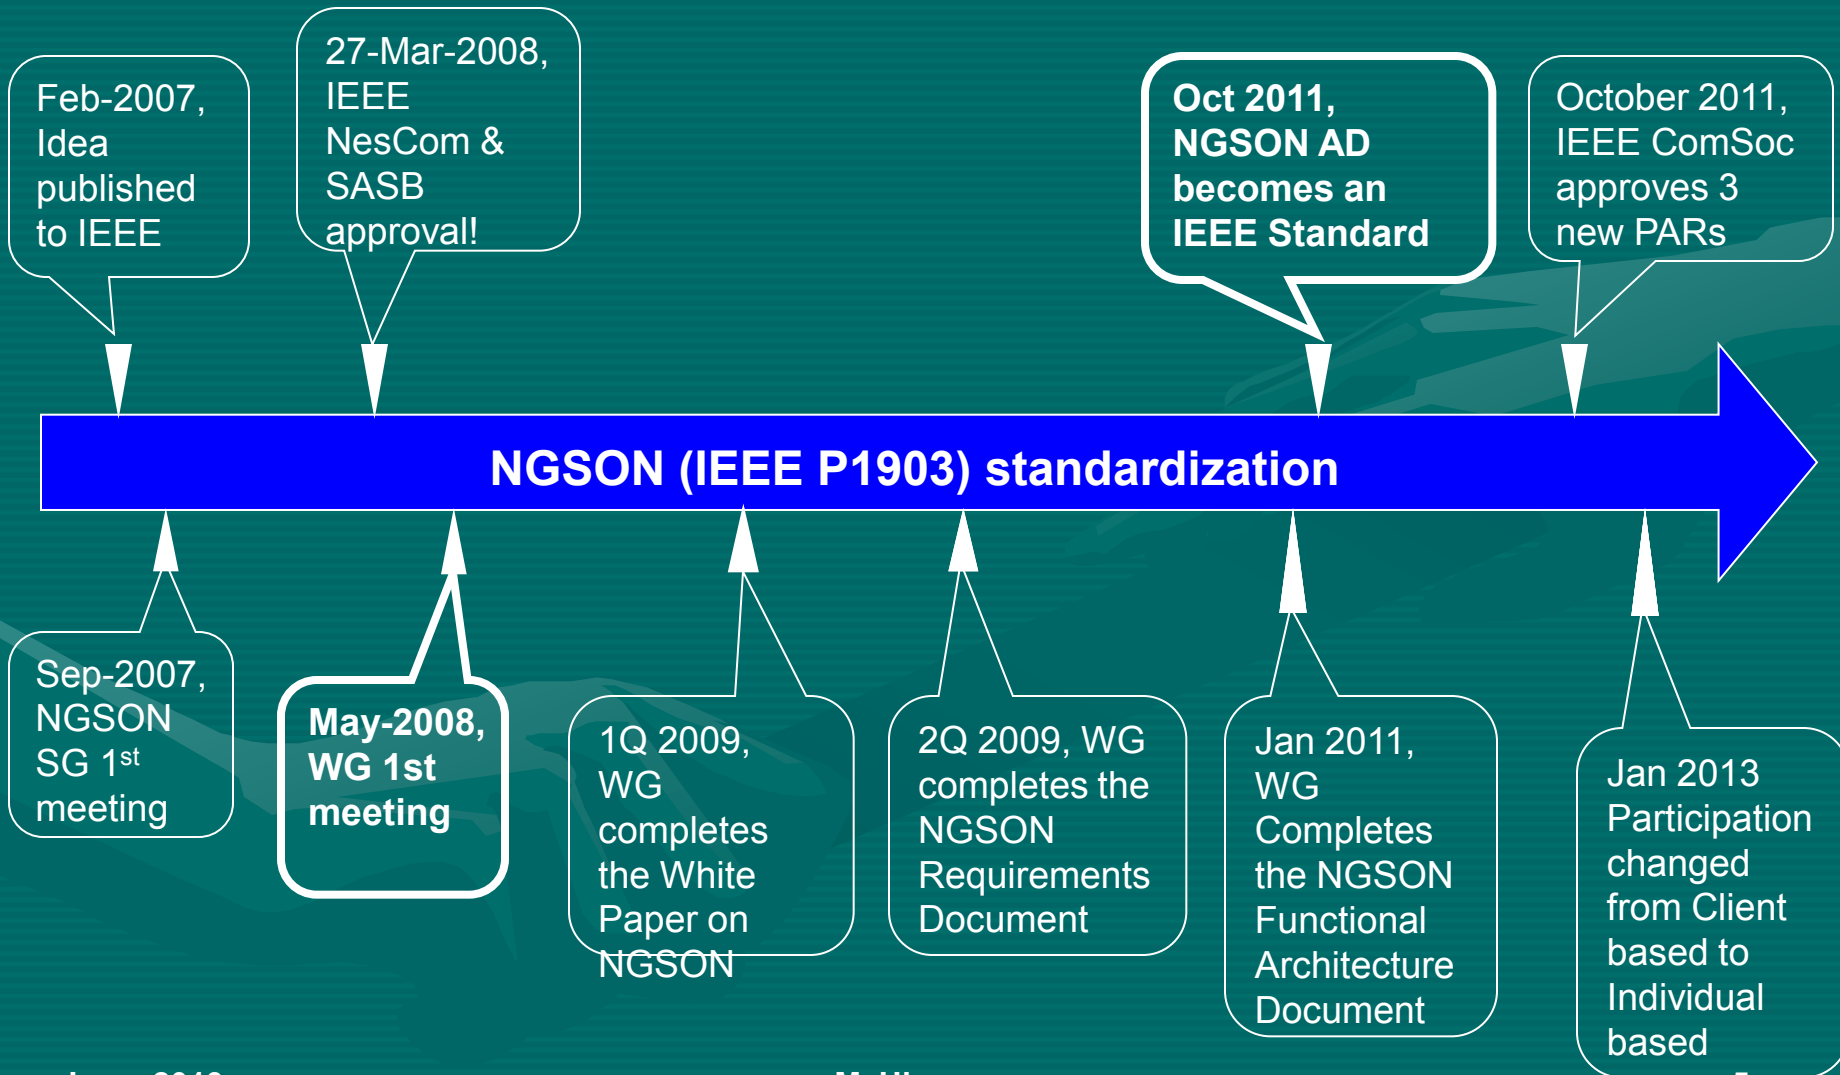 Feb-2007,
Idea
published
to IEEE
27-Mar-2008,
IEEE
NesCom &
SASB
approval!
Oct 2011,
NGSON AD
becomes an
IEEE Standard
October 2011,
IEEE ComSoc
approves 3
new PARs
NGSON (IEEE P1903) standardization
Sep-2007,
NGSON
SG 1st
meeting
May-2008,
WG 1st
meeting
1Q 2009,
WG
completes
the White
Paper on
NGSON
2Q 2009, WG
completes the
NGSON
Requirements
Document
Jan 2011,
WG
Completes
the NGSON
Functional
Architecture
Document
Jan 2013
Participation
changed
from Client
based to
Individual
based